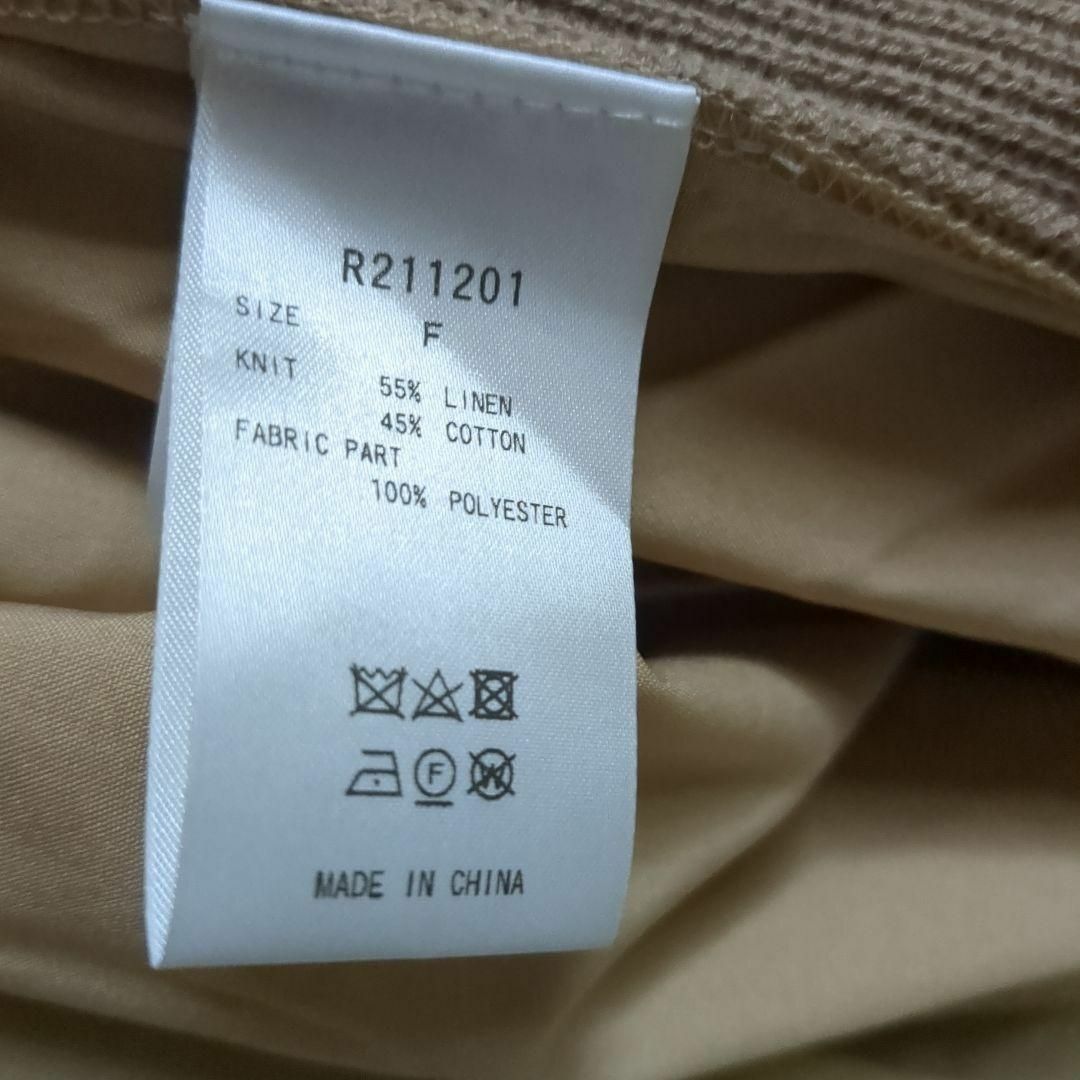 R211201
SIZE F
KNIT
55% LINEN
45% COTTON
FABRIC PART
100% POLYESTER
F W
MADE IN CHINA